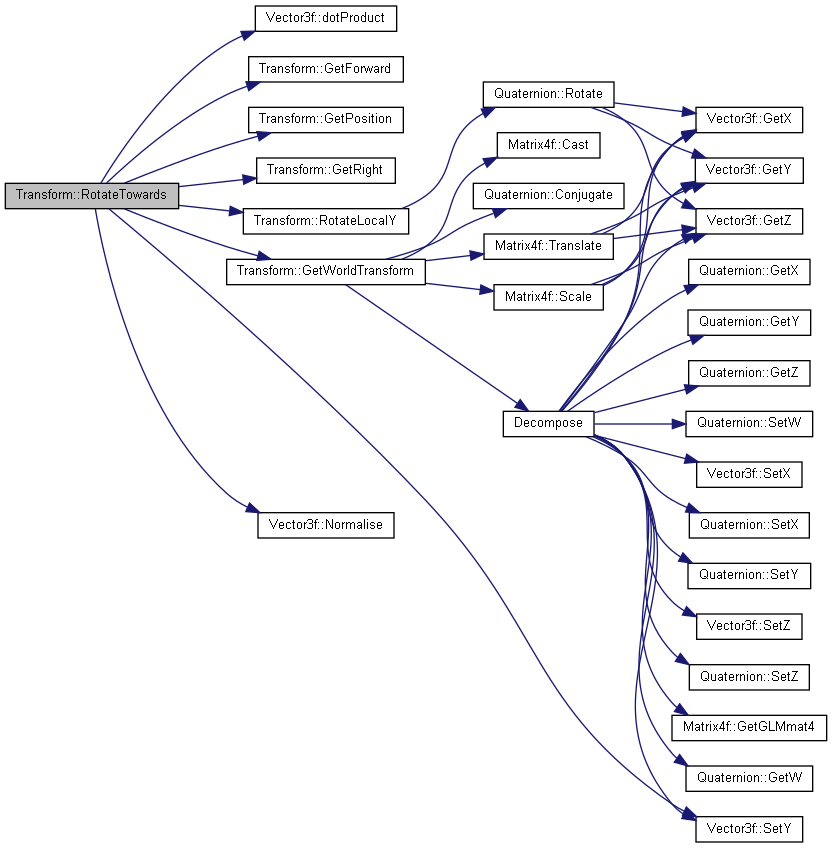 Transform::RotateTowards
Vector3f::dotProduct
Transform::GetForward
Transform::GetPosition
Transform::GetRight
Transform::RotateLocalY
Transform::GetWorldTransform
Vector3f::Normalise
Quaternion::Rotate
Matrix4f::Cast
Quaternion::Conjugate
Matrix4f::Translate
Matrix4f::Scale
Decompose
Vector3f::GetX
Vector3f::GetY
Vector3f::GetZ
Quaternion::GetX
Quaternion::GetY
Quaternion::GetZ
Quaternion::SetW
Vector3f::SetX
Quaternion::SetX
Quaternion::SetY
Vector3f::SetZ
Quaternion::SetZ
Matrix4f::GetGLMmat4
Quaternion::GetW
Vector3f::SetY